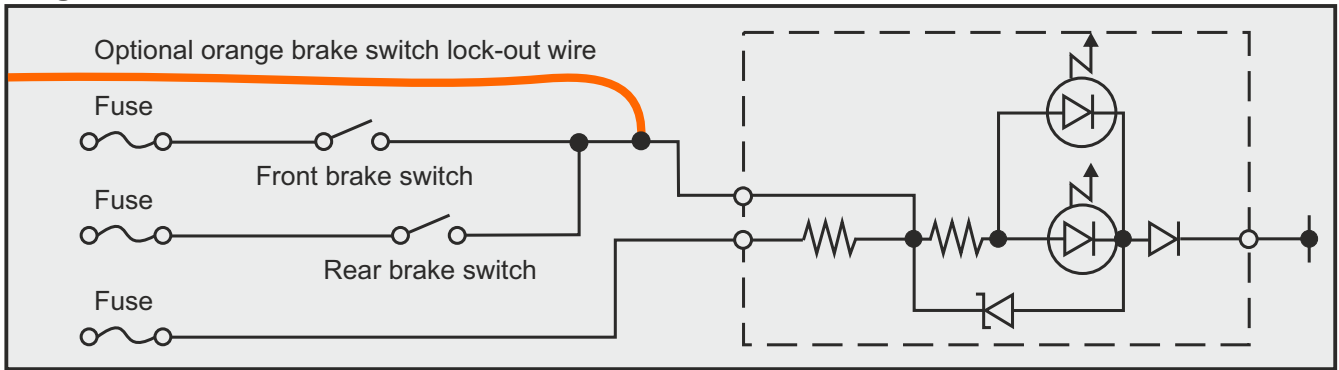 Optional orange brake switch lock-out wire
Fuse
Front brake switch
Fuse
Rear brake switch
Fuse